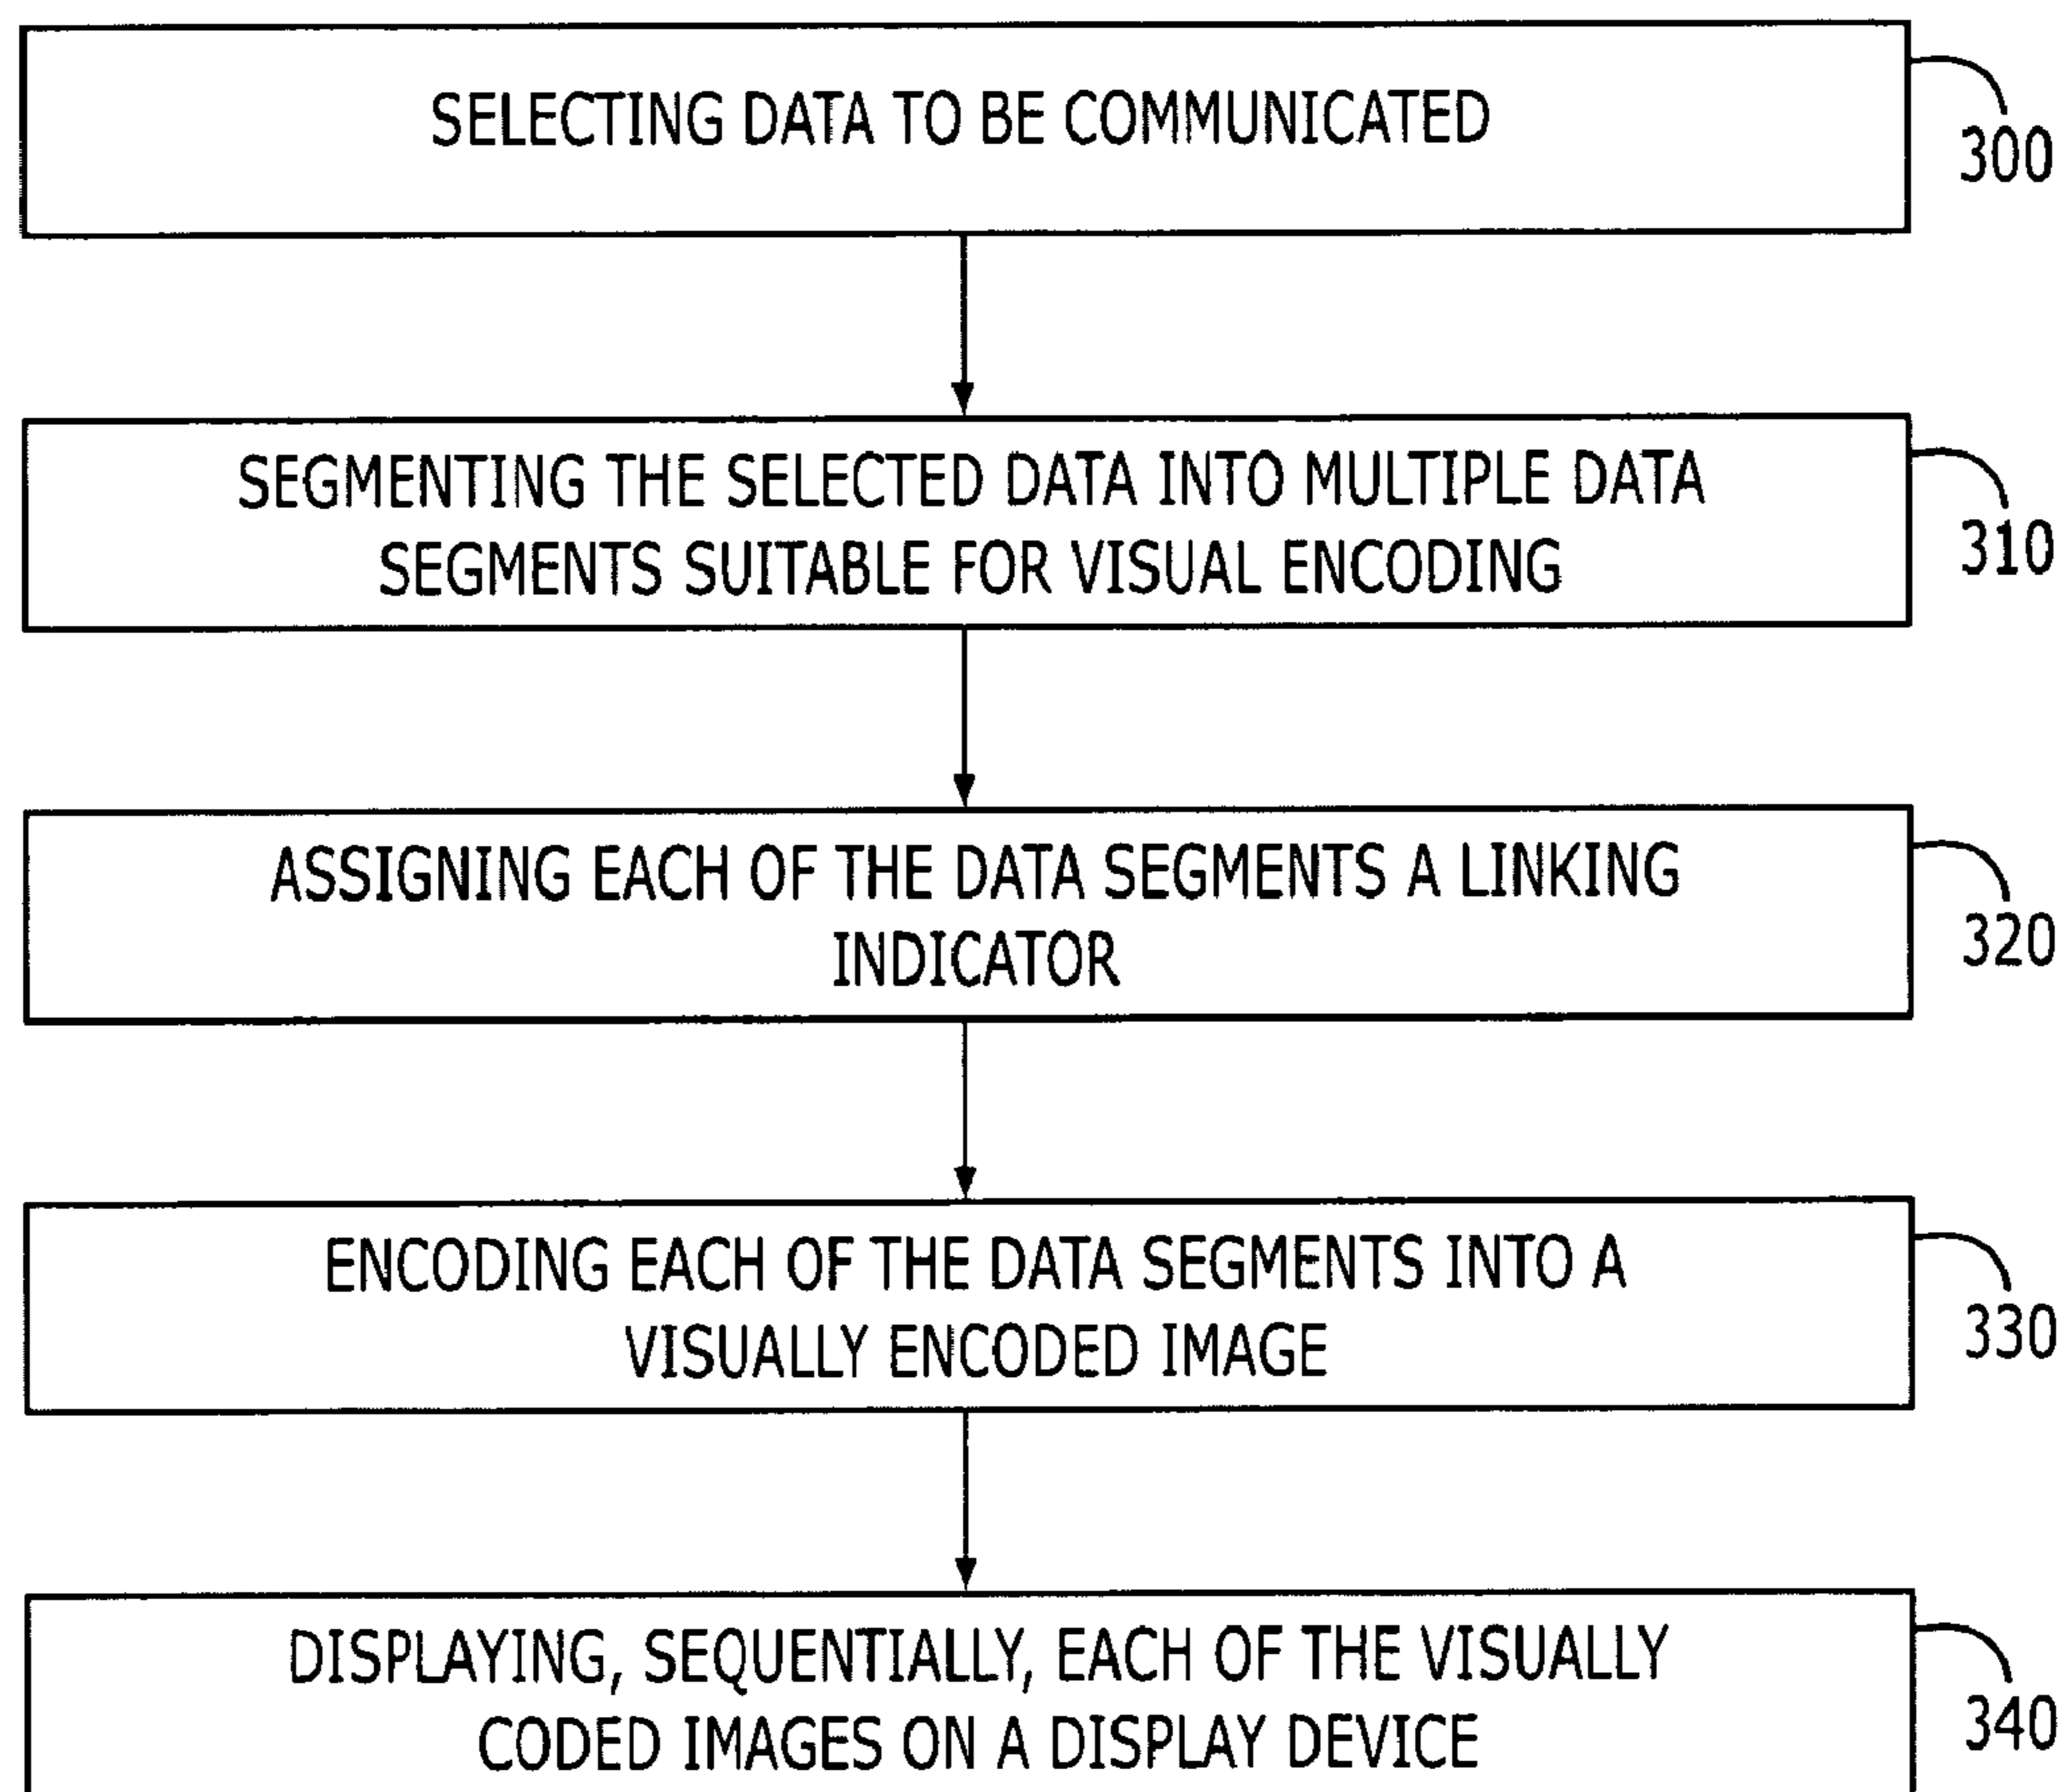 SELECTING DATA TO BE COMMUNICATED
300
SEGMENTING THE SELECTED DATA INTO MULTIPLE DATA
SEGMENTS SUITABLE FOR VISUAL ENCODING
310
ASSIGNING EACH OF THE DATA SEGMENTS A LINKING
INDICATOR
320
ENCODING EACH OF THE DATA SEGMENTS INTO A
VISUALLY ENCODED IMAGE
330
DISPLAYING, SEQUENTIALLY, EACH OF THE VISUALLY
CODED IMAGES ON A DISPLAY DEVICE
340